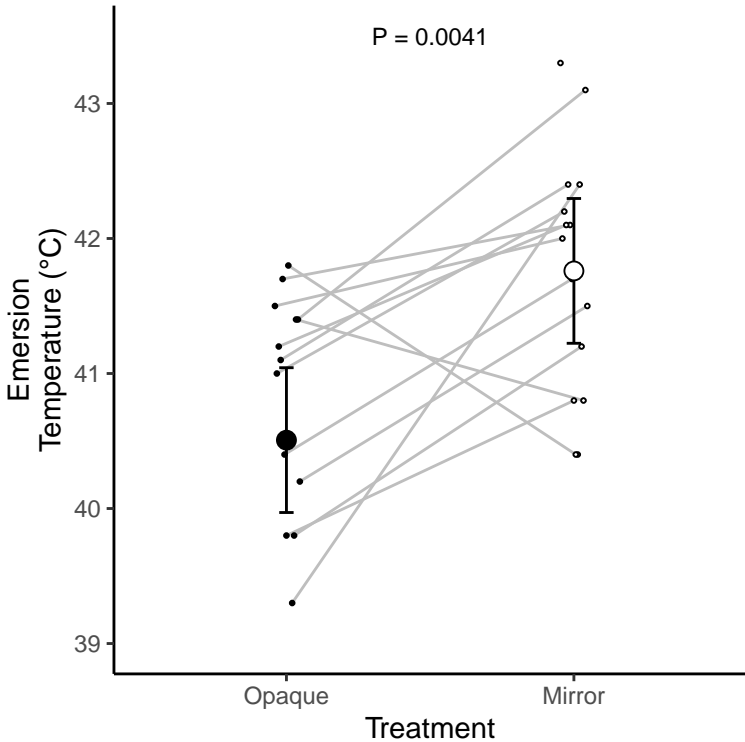 P = 0.0041
Emersion
Temperature (°C)
43
42
41
40
39
Opaque
Mirror
Treatment